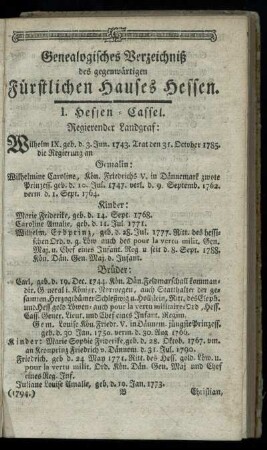 Genealogisches Verzeichniß
des gegenwärtigen
Fürstlichen Hauses Hessen.
I. Hessen-Cassel.
Regierender Landgraf:
Wilhelm IX. geb. d. 3. Jun. 1743. Trat den 31. October 1785.
die Regierung an
Gemalin:
Wilhelmine Caroline, Kön. Friedrichs V. in Dännemark zwote
Prinzess. geb. d. 10. Jul. 1747. verl. d. 9. Septemb. 1762.
verm d. 1. Sept. 1764.
Kinder:
Marie Friderike, geb. d. 14. Sept. 1768.
Caroline Amalie, geb. d. 11. Jul. 1771.
Wilhelm, Erbprinz, geb. d. 28. Jul. 1777. Ritt. des hessi-
schen Ord. v. g. Löw. auch des pour la vertu milit. Gen.
Maj. u. Chef eines Infant. Reg. u. seit d. 8. Sept. 1788.
Kön. Dän. Gen. Maj. d. Infant.
Brüder:
Carl, geb. d. 19. Dec. 1744. Kön. Dän. Feldmarschall komman-
dir. General i. Königr. Norwegen, auch Statthalter der ge-
samten Herzogthümer Schleswig u. Hollstein, Ritt. des Eleph.
und Hess. gold. Löwen- auch pour la vertu militaire Ord., Hess.
Cass. Gener. Lieut. und Chef eines Infant. Regim.
Gem. Louise Kön. Friedr. V. in Dännem. jüngste Prinzess.
geb. d. 30. Jan. 1750. verm. d. 30. Aug. 1766.
Kinder: Marie Sophie Friderike, geb. d. 28. Oktob. 1767. vm.
an Kronprinz Friedrich v. Dännem. d. 31. Jul. 1790.
Friedrich, geb. d. 24 May 1771. Ritt. des Hess. gold. Löw. u.
pour la vertu milit. Ord. Kön. Dän. Gen. Maj. und Chef
eines Reg. Inf.
Juliane Louise Amalie, geb. d. 19. Jan. 1773.
(1794.) B Christian,